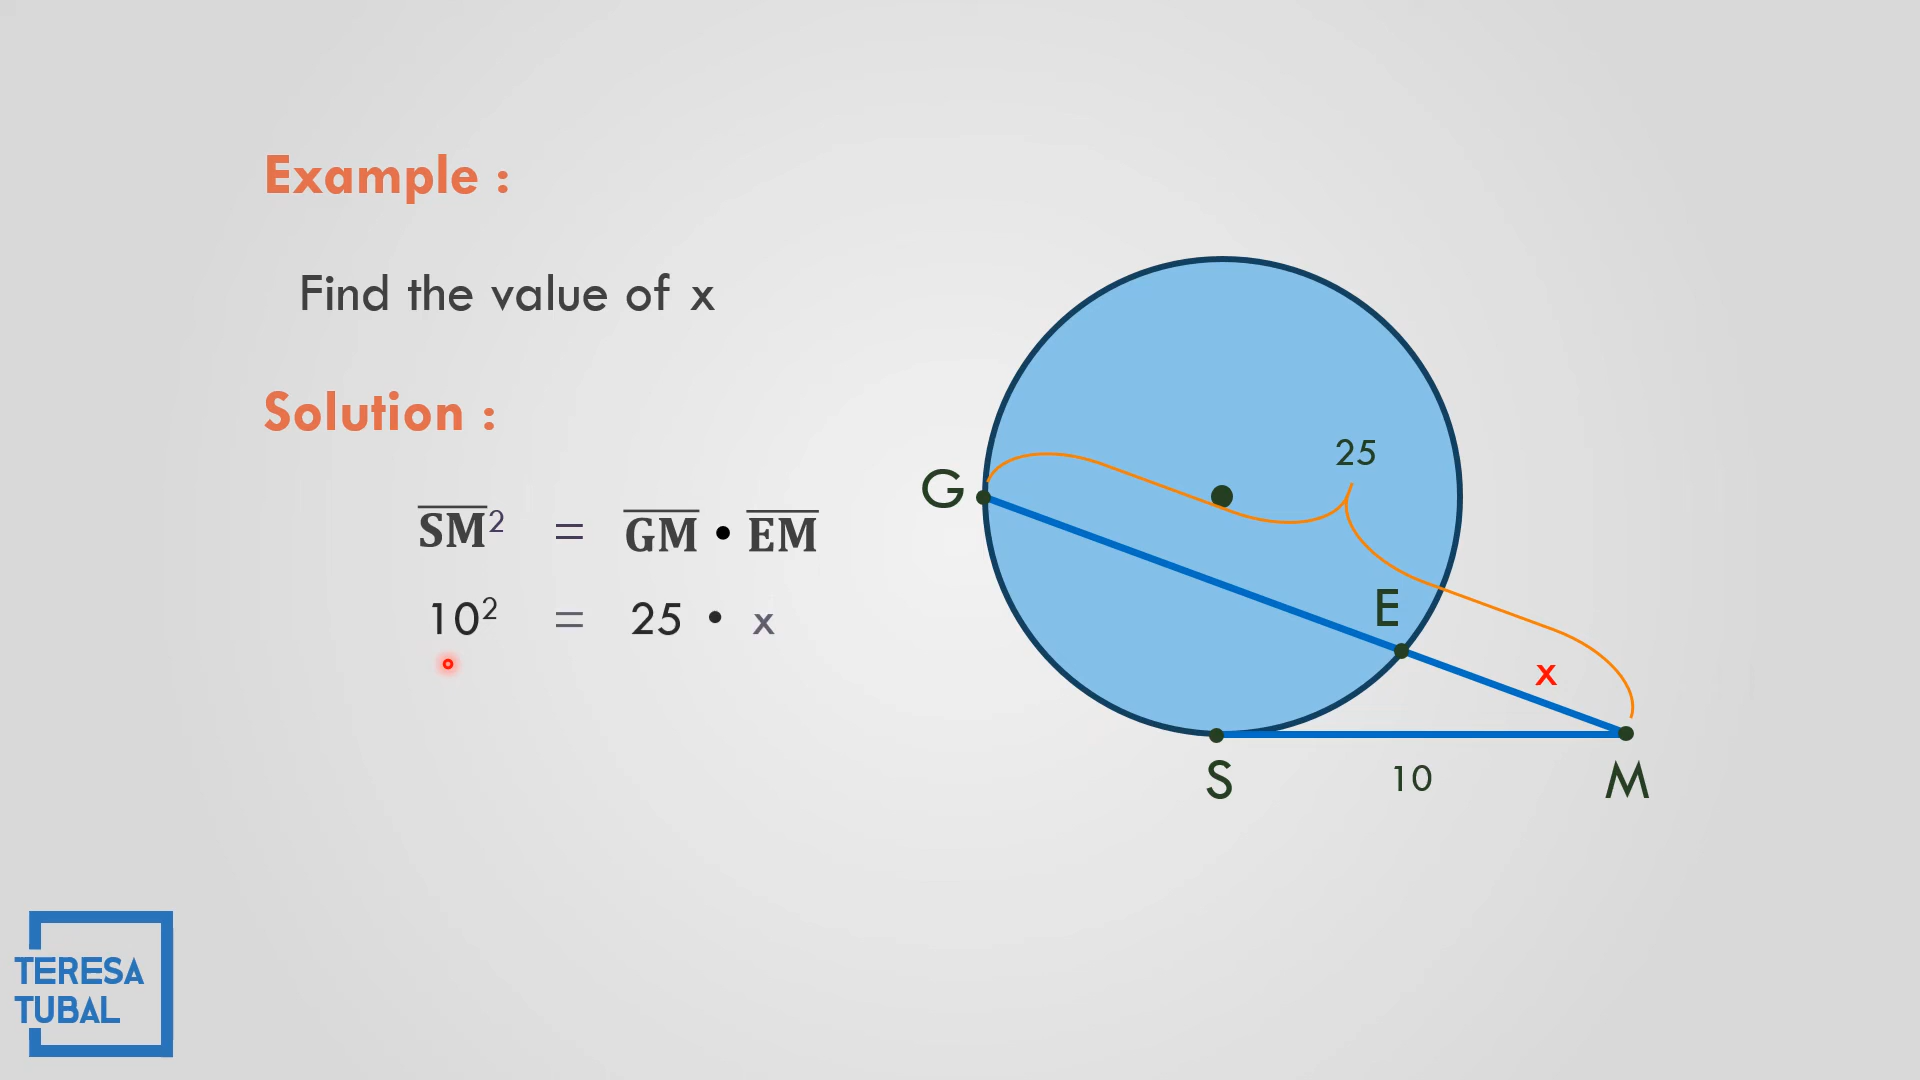 Example :
Find the value of x
Solution :
SM² = GM • EM
10² = 25 • x
G
25
E
x
S
10
M
TERESA
TUBAL